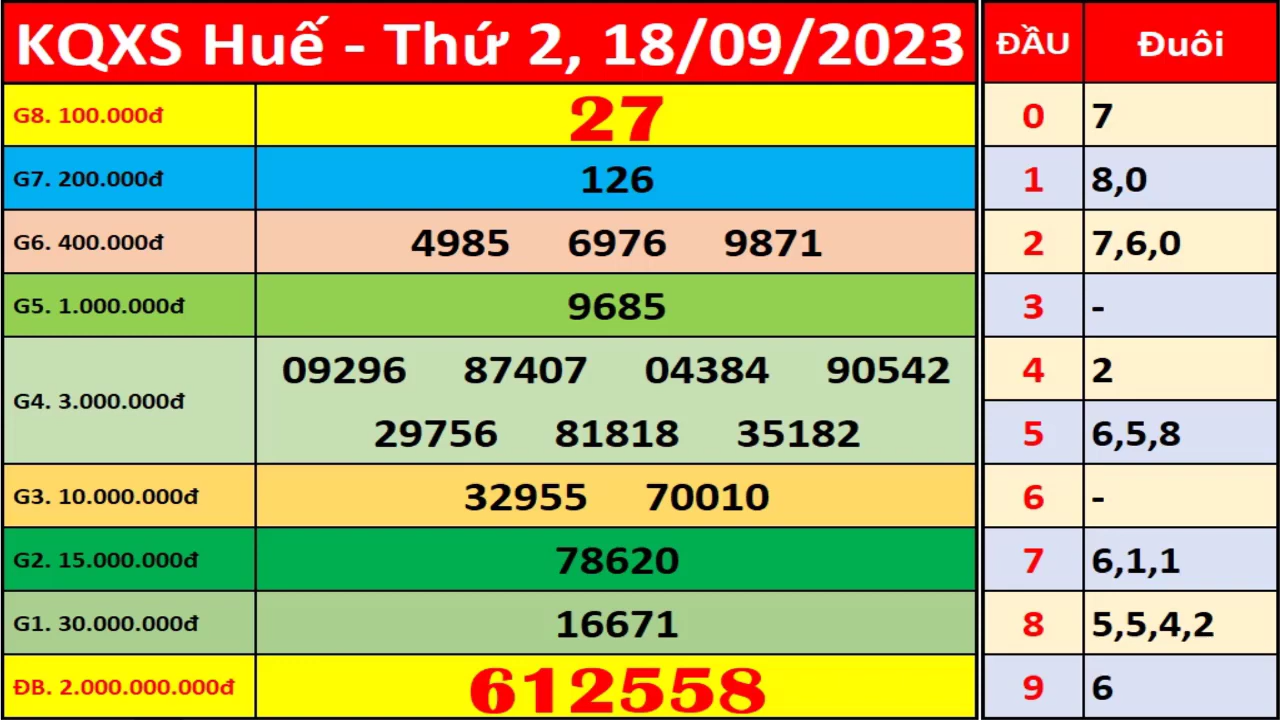 KQXS Huế - Thứ 2, 18/09/2023 ĐẦU Đuôi
G8. 100.000đ 27 0 7
G7. 200.000đ 126 1 8,0
G6. 400.000đ 4985 6976 9871 2 7,6,0
G5. 1.000.000đ 9685 3 -
09296 87407 04384 90542 4 2
G4. 3.000.000đ
29756 81818 35182 5 6,5,8
G3. 10.000.000đ 32955 70010 6 -
G2. 15.000.000đ 78620 7 6,1,1
G1. 30.000.000đ 16671 8 5,5,4,2
ĐB. 2.000.000.000đ 612558 9 6